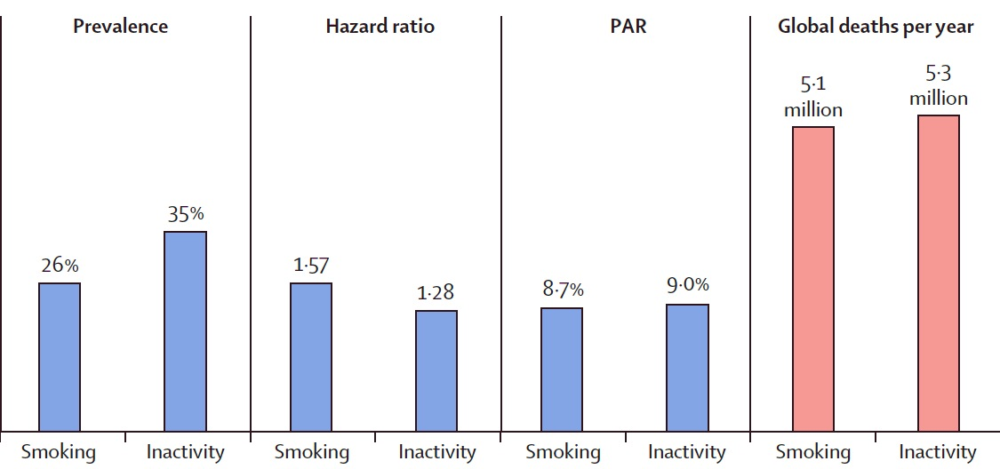 Prevalence
Hazard ratio
PAR
Global deaths per year
26%
35%
1·57
1·28
8·7%
9·0%
5·1
million
5·3
million
Smoking
Inactivity
Smoking
Inactivity
Smoking
Inactivity
Smoking
Inactivity